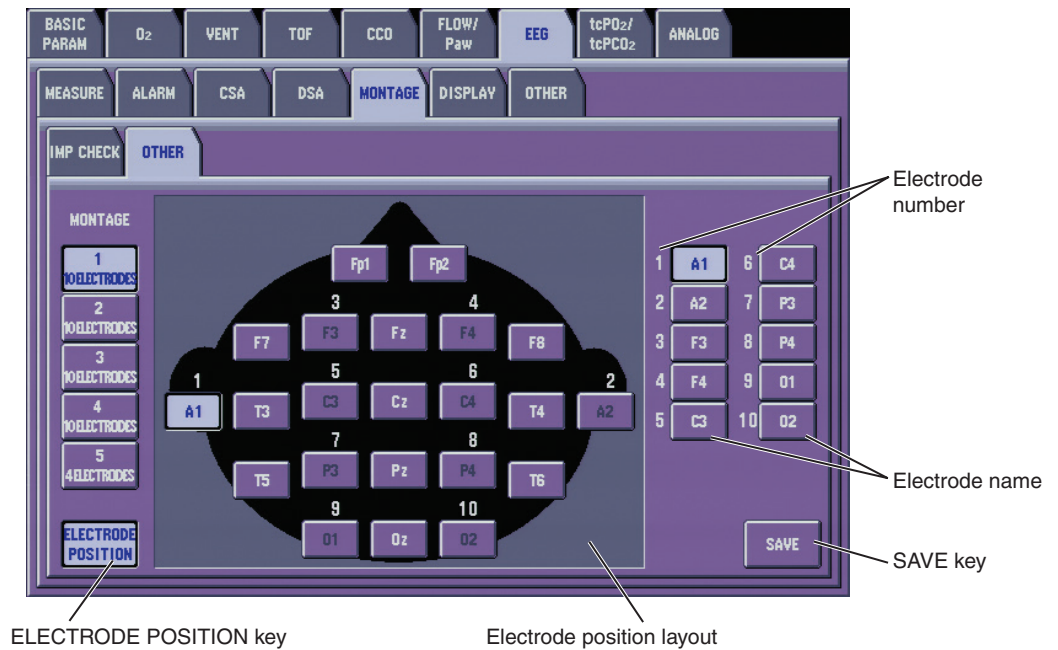 BASIC
PARAM
O2
VENT
TOF
CCO
FLOW/
Paw
EEG
tcPO2/
tcPCO2
ANALOG
MEASURE
ALARM
CSA
DSA
MONTAGE
DISPLAY
OTHER
IMP CHECK
OTHER
MONTAGE
1
10ELECTRODES
2
10ELECTRODES
3
10ELECTRODES
4
10ELECTRODES
5
4ELECTRODES
ELECTRODE
POSITION
Fp1 Fp2
3 4
F7 F3 Fz F4 F8
1 5 6 2
A1 T3 C3 Cz C4 T4 A2
7 8
T5 P3 Pz P4 T6
9 10
O1 Oz O2
1 A1 6 C4
2 A2 7 P3
3 F3 8 P4
4 F4 9 O1
5 C3 10 O2
SAVE
Electrode
number
Electrode name
SAVE key
ELECTRODE POSITION key
Electrode position layout